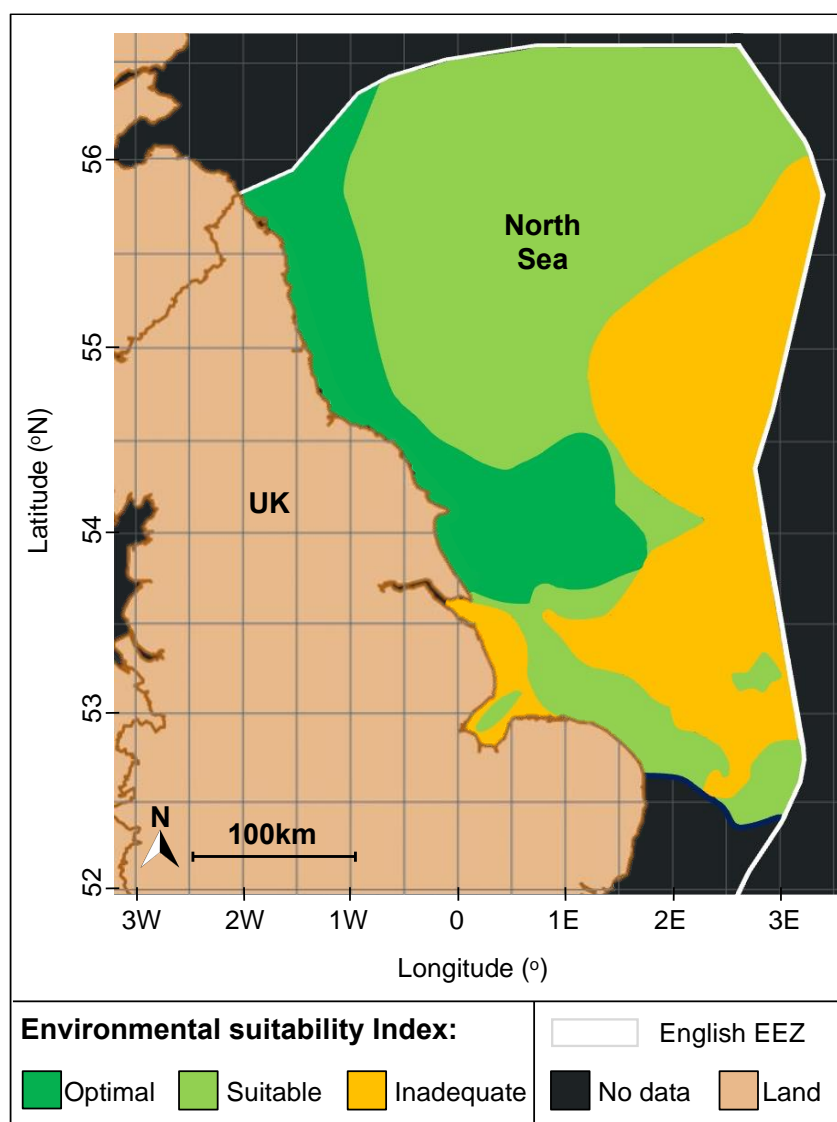 North
Sea
UK
N
100km
56
55
54
53
52
Latitude (ᵒN)
3W 2W 1W 0 1E 2E 3E
Longitude (ᵒ)
Environmental suitability Index:
Optimal Suitable Inadequate
English EEZ
No data Land